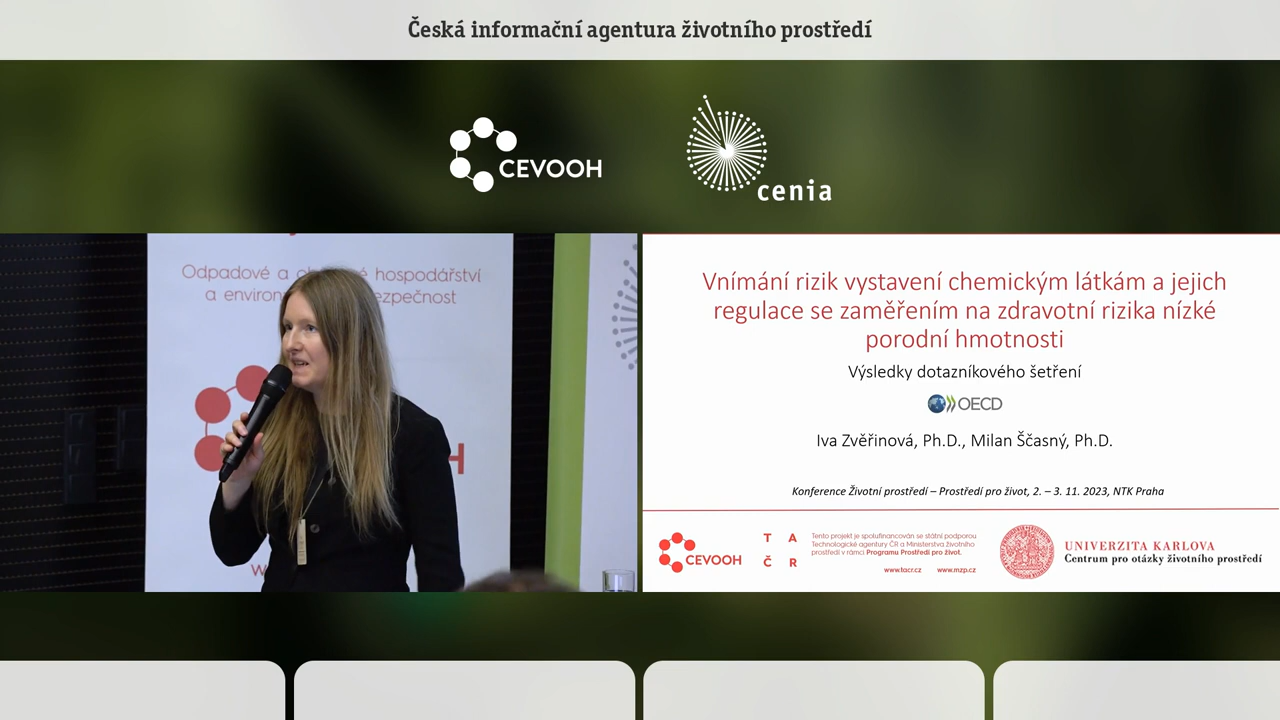 Česká informační agentura životního prostředí
CEVOOH
cenia
Odpadové a hospodářství
a
Vnímání rizik vystavení chemickým látkám a jejich
regulace se zaměřením na zdravotní rizika nízké
porodní hmotnosti
Výsledky dotazníkového šetření
OECD
Iva Zvěřinová, Ph.D., Milan Ščasný, Ph.D.
Konference Životní prostředí – Prostředí pro život, 2. – 3. 11. 2023, NTK Praha
CEVOOH
T A
Č R
Tento projekt je spolufinancován se státní podporou
Technologické agentury ČR a Ministerstva životního
prostředí v rámci Programu Prostředí pro život.
www.tacr.cz www.mzp.cz
UNIVERZITA KARLOVA
Centrum pro otázky životního prostředí